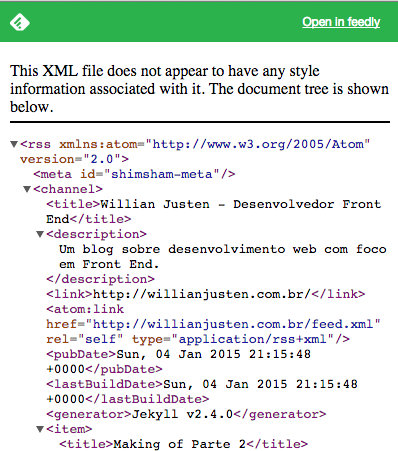 Open in feedly
This XML file does not appear to have any style
information associated with it. The document tree is shown
below.
<rss xmlns:atom="http://www.w3.org/2005/Atom"
version="2.0">
<meta id="shimsham-meta"/>
<channel>
<title>Willian Justen - Desenvolvedor Front
End</title>
<description>
Um blog sobre desenvolvimento web com foco
em Front End.
</description>
<link>http://willianjusten.com.br/</link>
<atom:link
href="http://willianjusten.com.br/feed.xml"
rel="self" type="application/rss+xml"/>
<pubDate>Sun, 04 Jan 2015 21:15:48
+0000</pubDate>
<lastBuildDate>Sun, 04 Jan 2015 21:15:48
+0000</lastBuildDate>
<generator>Jekyll v2.4.0</generator>
<item>
<title>Making of Parte 2</title>